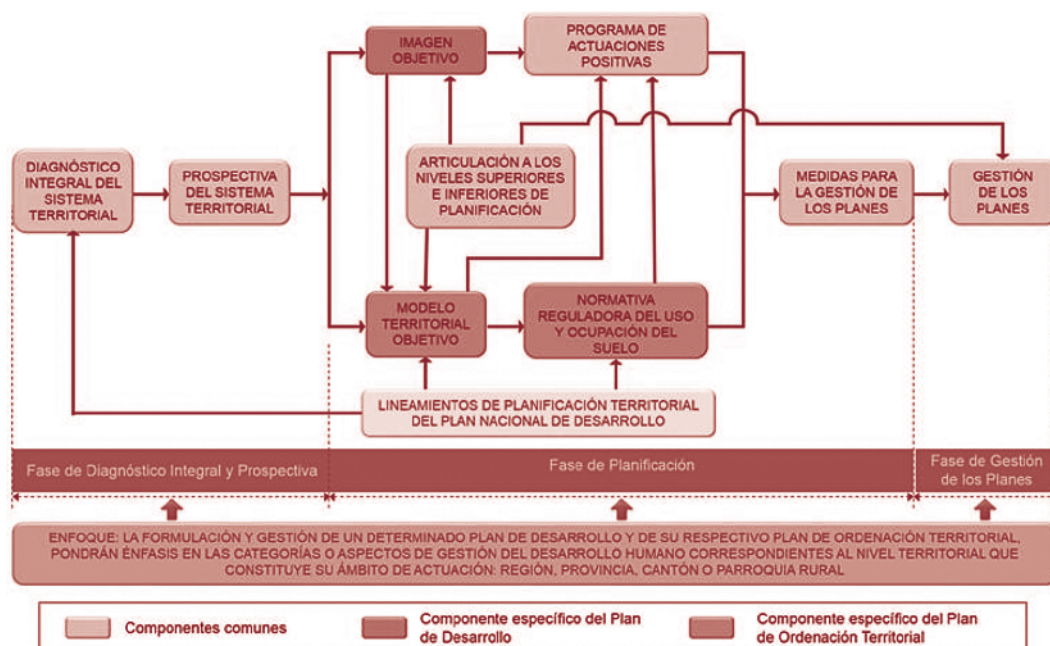 IMAGEN
OBJETIVO
PROGRAMA DE
ACTUACIONES
POSITIVAS
DIAGNÓSTICO
INTEGRAL DEL
SISTEMA
TERRITORIAL
PROSPECTIVA
DEL SISTEMA
TERRITORIAL
ARTICULACIÓN A LOS
NIVELES SUPERIORES
E INFERIORES DE
PLANIFICACIÓN
MEDIDAS PARA
LA GESTIÓN DE
LOS PLANES
GESTIÓN
DE LOS
PLANES
MODELO
TERRITORIAL
OBJETIVO
NORMATIVA
REGULADORA DEL USO
Y OCUPACIÓN DEL
SUELO
LINEAMIENTOS DE PLANIFICACIÓN TERRITORIAL
DEL PLAN NACIONAL DE DESARROLLO
Fase de Diagnóstico Integral y Prospectiva
Fase de Planificación
Fase de Gestión
de los Planes
ENFOQUE: LA FORMULACIÓN Y GESTIÓN DE UN DETERMINADO PLAN DE DESARROLLO Y DE SU RESPECTIVO PLAN DE ORDENACIÓN TERRITORIAL,
PONDRÁN ÉNFASIS EN LAS CATEGORÍAS O ASPECTOS DE GESTIÓN DEL DESARROLLO HUMANO CORRESPONDIENTES AL NIVEL TERRITORIAL QUE
CONSTITUYE SU ÁMBITO DE ACTUACIÓN: REGIÒN, PROVINCIA, CANTÓN O PARROQUIA RURAL
Componentes comunes
Componente específico del Plan
de Desarrollo
Componente específico del Plan
de Ordenación Territorial